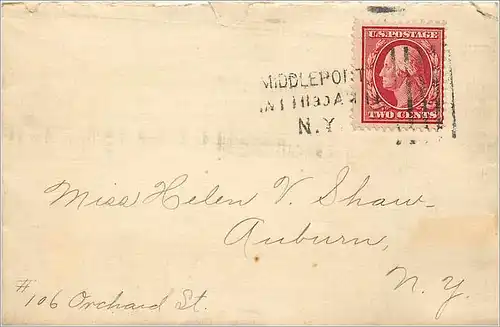 U.S. POSTAGE
TWO CENTS
MIDDLEPORT
N.Y.
Miss Helen V. Shaw
Auburn,
N. Y.
# 106 Orchard St.